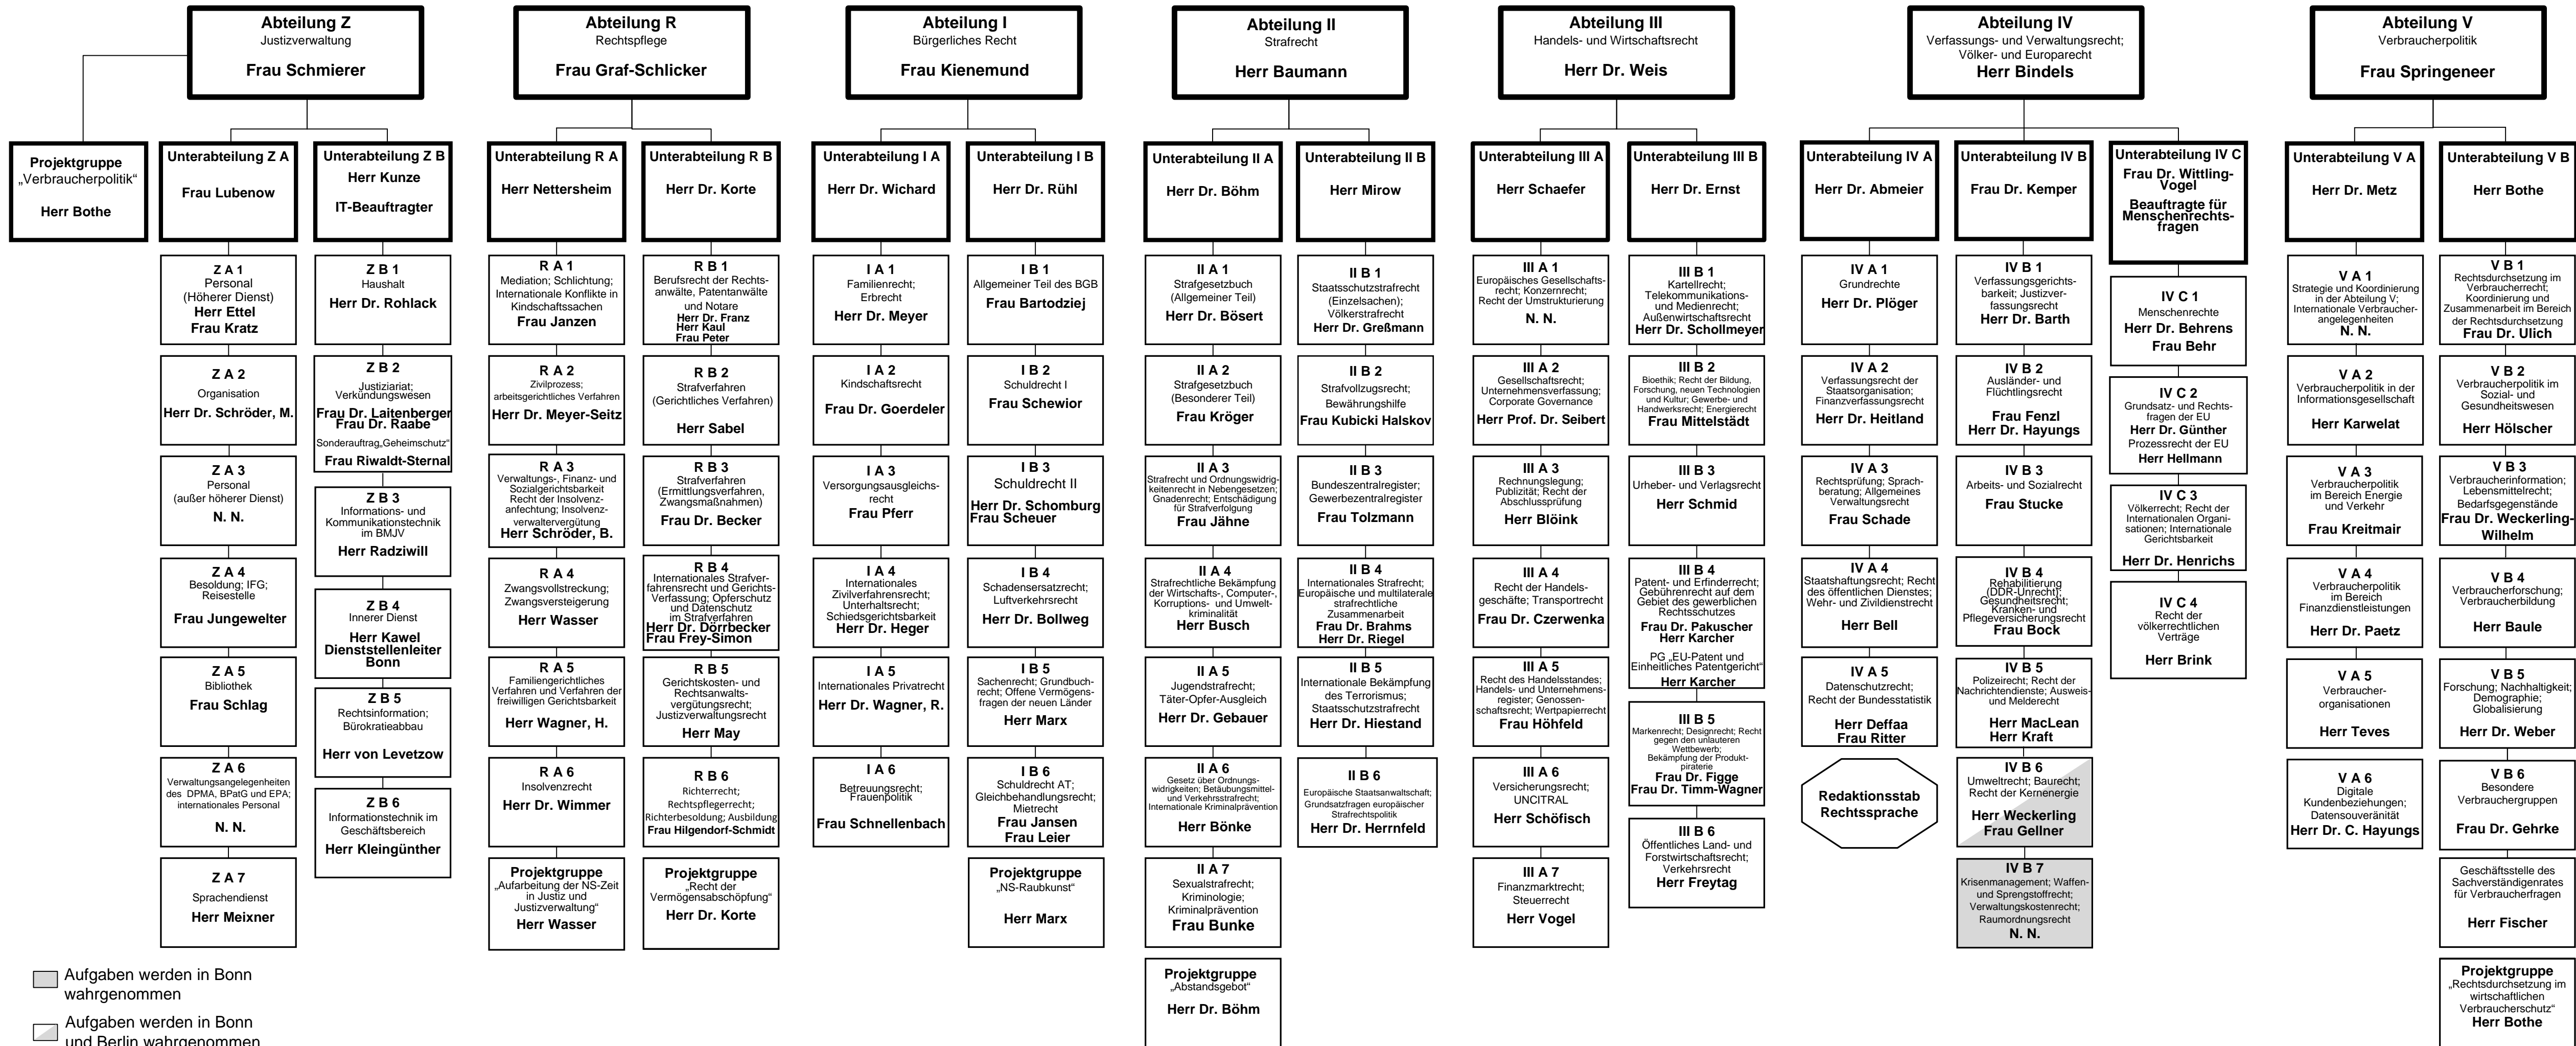 Abteilung Z
Justizverwaltung
Frau Schmierer
Projektgruppe
„Verbraucherpolitik“
Herr Bothe
Unterabteilung Z A
Frau Lubenow
Z A 1
Personal
(Höherer Dienst)
Herr Ettel
Frau Kratz
Z A 2
Organisation
Herr Dr. Schröder, M.
Z A 3
Personal
(außer höherer Dienst)
N. N.
Z A 4
Besoldung; IFG;
Reisestelle
Frau Jungewelter
Z A 5
Bibliothek
Frau Schlag
Z A 6
Verwaltungsangelegenheiten
des DPMA, BPatG und EPA;
internationales Personal
N. N.
Z A 7
Sprachendienst
Herr Meixner
Unterabteilung Z B
Herr Kunze
IT-Beauftragter
Z B 1
Haushalt
Herr Dr. Rohlack
Z B 2
Justiziariat;
Verkündungswesen
Frau Dr. Laitenberger
Frau Dr. Raabe
Sonderauftrag„Geheimschutz“
Frau Riwaldt-Sternal
Z B 3
Informations- und
Kommunikationstechnik
im BMJV
Herr Radziwill
Z B 4
Innerer Dienst
Herr Kawel
Dienststellenleiter
Bonn
Z B 5
Rechtsinformation;
Bürokratieabbau
Herr von Levetzow
Z B 6
Informationstechnik im
Geschäftsbereich
Herr Kleingünther
Abteilung R
Rechtspflege
Frau Graf-Schlicker
Unterabteilung R A
Herr Nettersheim
R A 1
Mediation; Schlichtung;
Internationale Konflikte in
Kindschaftssachen
Frau Janzen
R A 2
Zivilprozess;
arbeitsgerichtliches Verfahren
Herr Dr. Meyer-Seitz
R A 3
Verwaltungs-, Finanz- und
Sozialgerichtsbarkeit
Recht der Insolvenz-
anfechtung; Insolvenz-
verwaltervergütung
Herr Schröder, B.
R A 4
Zwangsvollstreckung;
Zwangsversteigerung
Herr Wasser
R A 5
Familiengerichtliches
Verfahren und Verfahren der
freiwilligen Gerichtsbarkeit
Herr Wagner, H.
R A 6
Insolvenzrecht
Herr Dr. Wimmer
Projektgruppe
„Aufarbeitung der NS-Zeit
in Justiz und
Justizverwaltung“
Herr Wasser
Unterabteilung R B
Herr Dr. Korte
R B 1
Berufsrecht der Rechts-
anwälte, Patentanwälte
und Notare
Herr Dr. Franz
Herr Kaul
Frau Peter
R B 2
Strafverfahren
(Gerichtliches Verfahren)
Herr Sabel
R B 3
Strafverfahren
(Ermittlungsverfahren,
Zwangsmaßnahmen)
Frau Dr. Becker
R B 4
Internationales Strafver-
fahrensrecht und Gerichts-
Verfassung; Opferschutz
und Datenschutz
im Strafverfahren
Herr Dr. Dörrbecker
Frau Frey-Simon
R B 5
Gerichtskosten- und
Rechtsanwalts-
vergütungsrecht;
Justizverwaltungsrecht
Herr May
R B 6
Richterrecht;
Rechtspflegerrecht;
Richterbesoldung; Ausbildung
Frau Hilgendorf-Schmidt
Projektgruppe
„Recht der
Vermögensabschöpfung“
Herr Dr. Korte
Abteilung I
Bürgerliches Recht
Frau Kienemund
Unterabteilung I A
Herr Dr. Wichard
I A 1
Familienrecht;
Erbrecht
Herr Dr. Meyer
I A 2
Kindschaftsrecht
Frau Dr. Goerdeler
I A 3
Versorgungsausgleichs-
recht
Frau Pferr
I A 4
Internationales
Zivilverfahrensrecht;
Unterhaltsrecht;
Schiedsgerichtsbarkeit
Herr Dr. Heger
I A 5
Internationales Privatrecht
Herr Dr. Wagner, R.
I A 6
Betreuungsrecht;
Frauenpolitik
Frau Schnellenbach
Unterabteilung I B
Herr Dr. Rühl
I B 1
Allgemeiner Teil des BGB
Frau Bartodziej
I B 2
Schuldrecht I
Frau Schewior
I B 3
Schuldrecht II
Herr Dr. Schomburg
Frau Scheuer
I B 4
Schadensersatzrecht;
Luftverkehrsrecht
Herr Dr. Bollweg
I B 5
Sachenrecht; Grundbuch-
recht; Offene Vermögens-
fragen der neuen Länder
Herr Marx
I B 6
Schuldrecht AT;
Gleichbehandlungsrecht;
Mietrecht
Frau Jansen
Frau Leier
Projektgruppe
„NS-Raubkunst“
Herr Marx
Abteilung II
Strafrecht
Herr Baumann
Unterabteilung II A
Herr Dr. Böhm
II A 1
Strafgesetzbuch
(Allgemeiner Teil)
Herr Dr. Bösert
II A 2
Strafgesetzbuch
(Besonderer Teil)
Frau Kröger
II A 3
Strafrecht und Ordnungswidrig-
keitenrecht in Nebengesetzen;
Gnadenrecht; Entschädigung
für Strafverfolgung
Frau Jähne
II A 4
Strafrechtliche Bekämpfung
der Wirtschafts-, Computer-,
Korruptions- und Umwelt-
kriminalität
Herr Busch
II A 5
Jugendstrafrecht;
Täter-Opfer-Ausgleich
Herr Dr. Gebauer
II A 6
Gesetz über Ordnungs-
widrigkeiten; Betäubungsmittel-
und Verkehrsstrafrecht;
Internationale Kriminalprävention
Herr Bönke
II A 7
Sexualstrafrecht;
Kriminologie;
Kriminalprävention
Frau Bunke
Projektgruppe
„Abstandsgebot“
Herr Dr. Böhm
Unterabteilung II B
Herr Mirow
II B 1
Staatsschutzstrafrecht
(Einzelsachen);
Völkerstrafrecht
Herr Dr. Greßmann
II B 2
Strafvollzugsrecht;
Bewährungshilfe
Frau Kubicki Halskov
II B 3
Bundeszentralregister;
Gewerbezentralregister
Frau Tolzmann
II B 4
Internationales Strafrecht;
Europäische und multilaterale
strafrechtliche
Zusammenarbeit
Frau Dr. Brahms
Herr Dr. Riegel
II B 5
Internationale Bekämpfung
des Terrorismus;
Staatsschutzstrafrecht
Herr Dr. Hiestand
II B 6
Europäische Staatsanwaltschaft;
Grundsatzfragen europäischer
Strafrechtspolitik
Herr Dr. Herrnfeld
Abteilung III
Handels- und Wirtschaftsrecht
Herr Dr. Weis
Unterabteilung III A
Herr Schaefer
III A 1
Europäisches Gesellschafts-
recht; Konzernrecht;
Recht der Umstrukturierung
N. N.
III A 2
Gesellschaftsrecht;
Unternehmensverfassung;
Corporate Governance
Herr Prof. Dr. Seibert
III A 3
Rechnungslegung;
Publizität; Recht der
Abschlussprüfung
Herr Blöink
III A 4
Recht der Handels-
geschäfte; Transportrecht
Frau Dr. Czerwenka
III A 5
Recht des Handelsstandes;
Handels- und Unternehmens-
register; Genossen-
schaftsrecht; Wertpapierrecht
Frau Höhfeld
III A 6
Versicherungsrecht;
UNCITRAL
Herr Schöfisch
III A 7
Finanzmarktrecht;
Steuerrecht
Herr Vogel
Unterabteilung III B
Herr Dr. Ernst
III B 1
Kartellrecht;
Telekommunikations-
und Medienrecht;
Außenwirtschaftsrecht
Herr Dr. Schollmeyer
III B 2
Bioethik; Recht der Bildung,
Forschung, neuen Technologien
und Kultur; Gewerbe- und
Handwerksrecht; Energierecht
Frau Mittelstädt
III B 3
Urheber- und Verlagsrecht
Herr Schmid
III B 4
Patent- und Erfinderrecht;
Gebührenrecht auf dem
Gebiet des gewerblichen
Rechtsschutzes
Frau Dr. Pakuscher
Herr Karcher
PG „EU-Patent und
Einheitliches Patentgericht“
Herr Karcher
III B 5
Markenrecht; Designrecht; Recht
gegen den unlauteren
Wettbewerb;
Bekämpfung der Produkt-
piraterie
Frau Dr. Figge
Frau Dr. Timm-Wagner
III B 6
Öffentliches Land- und
Forstwirtschaftsrecht;
Verkehrsrecht
Herr Freytag
Abteilung IV
Verfassungs- und Verwaltungsrecht;
Völker- und Europarecht
Herr Bindels
Unterabteilung IV A
Herr Dr. Abmeier
IV A 1
Grundrechte
Herr Dr. Plöger
IV A 2
Verfassungsrecht der
Staatsorganisation;
Finanzverfassungsrecht
Herr Dr. Heitland
IV A 3
Rechtsprüfung; Sprach-
beratung; Allgemeines
Verwaltungsrecht
Frau Schade
IV A 4
Staatshaftungsrecht; Recht
des öffentlichen Dienstes;
Wehr- und Zivildienstrecht
Herr Bell
IV A 5
Datenschutzrecht;
Recht der Bundesstatistik
Herr Deffaa
Frau Ritter
Redaktionsstab
Rechtssprache
Unterabteilung IV B
Frau Dr. Kemper
IV B 1
Verfassungsgerichts-
barkeit; Justizver-
fassungsrecht
Herr Dr. Barth
IV B 2
Ausländer- und
Flüchtlingsrecht
Frau Fenzl
Herr Dr. Hayungs
IV B 3
Arbeits- und Sozialrecht
Frau Stucke
IV B 4
Rehabilitierung
(DDR-Unrecht);
Gesundheitsrecht;
Kranken- und
Pflegeversicherungsrecht
Frau Bock
IV B 5
Polizeirecht; Recht der
Nachrichtendienste; Ausweis-
und Melderecht
Herr MacLean
Herr Kraft
IV B 6
Umweltrecht; Baurecht;
Recht der Kernenergie
Herr Weckerling
Frau Gellner
IV B 7
Krisenmanagement; Waffen-
und Sprengstoffrecht;
Verwaltungskostenrecht;
Raumordnungsrecht
N. N.
Unterabteilung IV C
Frau Dr. Wittling-
Vogel
Beauftragte für
Menschenrechts-
fragen
IV C 1
Menschenrechte
Herr Dr. Behrens
Frau Behr
IV C 2
Grundsatz- und Rechts-
fragen der EU
Herr Dr. Günther
Prozessrecht der EU
Herr Hellmann
IV C 3
Völkerrecht; Recht der
Internationalen Organi-
sationen; Internationale
Gerichtsbarkeit
Herr Dr. Henrichs
IV C 4
Recht der
völkerrechtlichen
Verträge
Herr Brink
Abteilung V
Verbraucherpolitik
Frau Springeneer
Unterabteilung V A
Herr Dr. Metz
V A 1
Strategie und Koordinierung
in der Abteilung V;
Internationale Verbraucher-
angelegenheiten
N. N.
V A 2
Verbraucherpolitik in der
Informationsgesellschaft
Herr Karwelat
V A 3
Verbraucherpolitik
im Bereich Energie
und Verkehr
Frau Kreitmair
V A 4
Verbraucherpolitik
im Bereich
Finanzdienstleistungen
Herr Dr. Paetz
V A 5
Verbraucher-
organisationen
Herr Teves
V A 6
Digitale
Kundenbeziehungen;
Datensouveränität
Herr Dr. C. Hayungs
Unterabteilung V B
Herr Bothe
V B 1
Rechtsdurchsetzung im
Verbraucherrecht;
Koordinierung und
Zusammenarbeit im Bereich
der Rechtsdurchsetzung
Frau Dr. Ulich
V B 2
Verbraucherpolitik im
Sozial- und
Gesundheitswesen
Herr Hölscher
V B 3
Verbraucherinformation;
Lebensmittelrecht;
Bedarfsgegenstände
Frau Dr. Weckerling-
Wilhelm
V B 4
Verbraucherforschung;
Verbraucherbildung
Herr Baule
V B 5
Forschung; Nachhaltigkeit;
Demographie;
Globalisierung
Herr Dr. Weber
V B 6
Besondere
Verbrauchergruppen
Frau Dr. Gehrke
Geschäftsstelle des
Sachverständigenrates
für Verbraucherfragen
Herr Fischer
Projektgruppe
„Rechtsdurchsetzung im
wirtschaftlichen
Verbraucherschutz“
Herr Bothe
Aufgaben werden in Bonn
wahrgenommen
Aufgaben werden in Bonn
und Berlin wahrgenommen